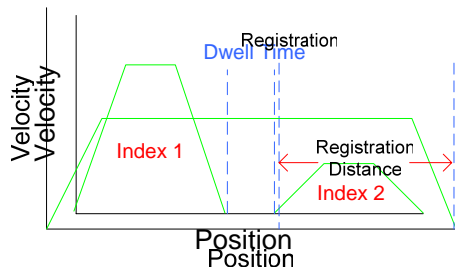 Registration
Dwell Time
Velocity
Velocity
Index 1
Registration
Distance
Index 2
Position
Position